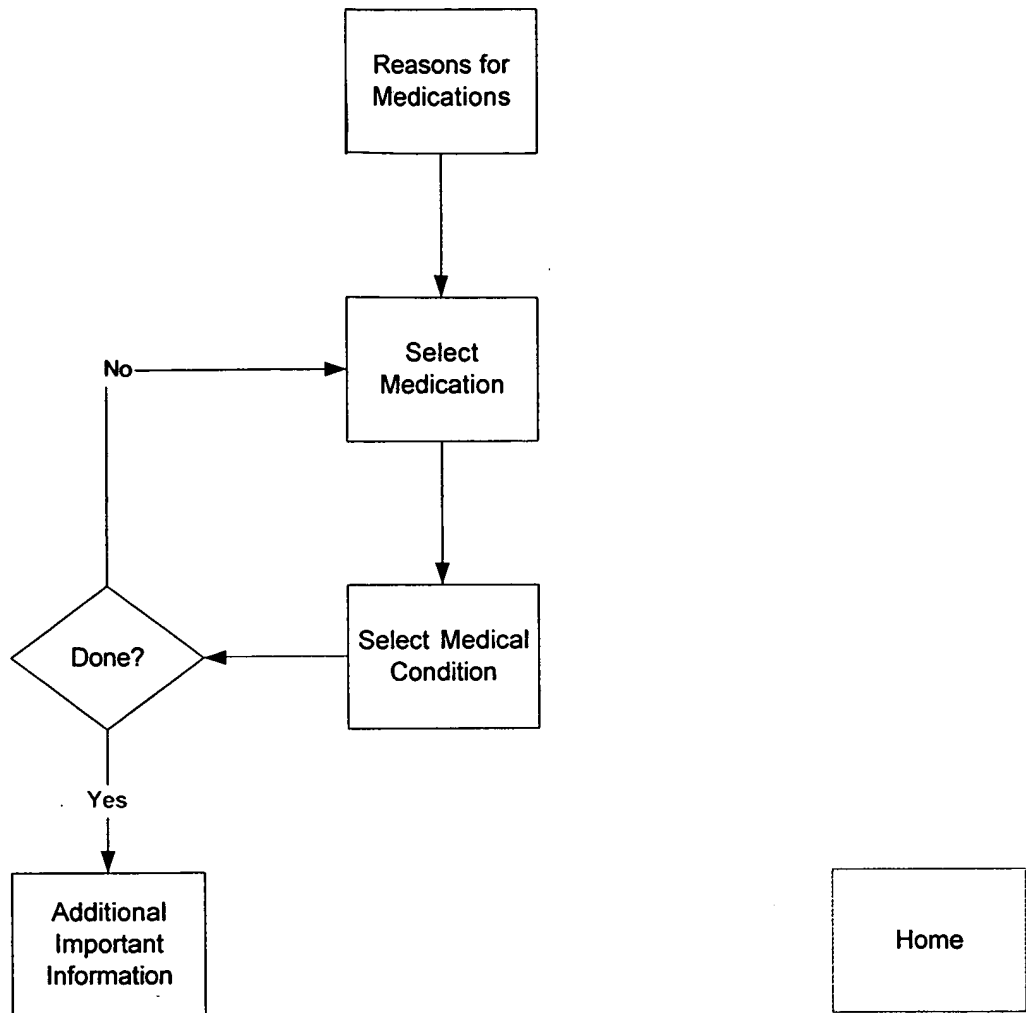 Reasons for
Medications
Select
Medication
No
Select Medical
Condition
Done?
Yes
Additional
Important
Information
Home